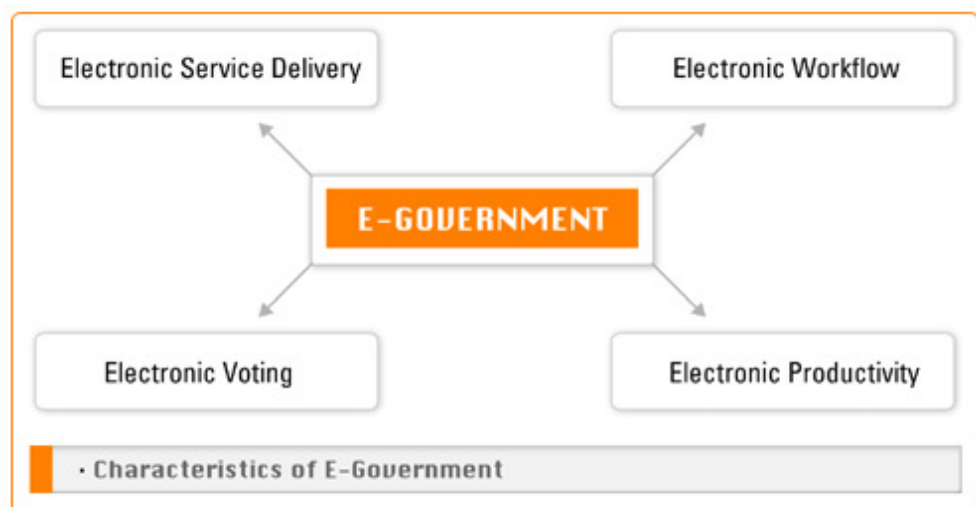 Electronic Service Delivery
Electronic Workflow
E-GOVERNMENT
Electronic Voting
Electronic Productivity
· Characteristics of E-Government